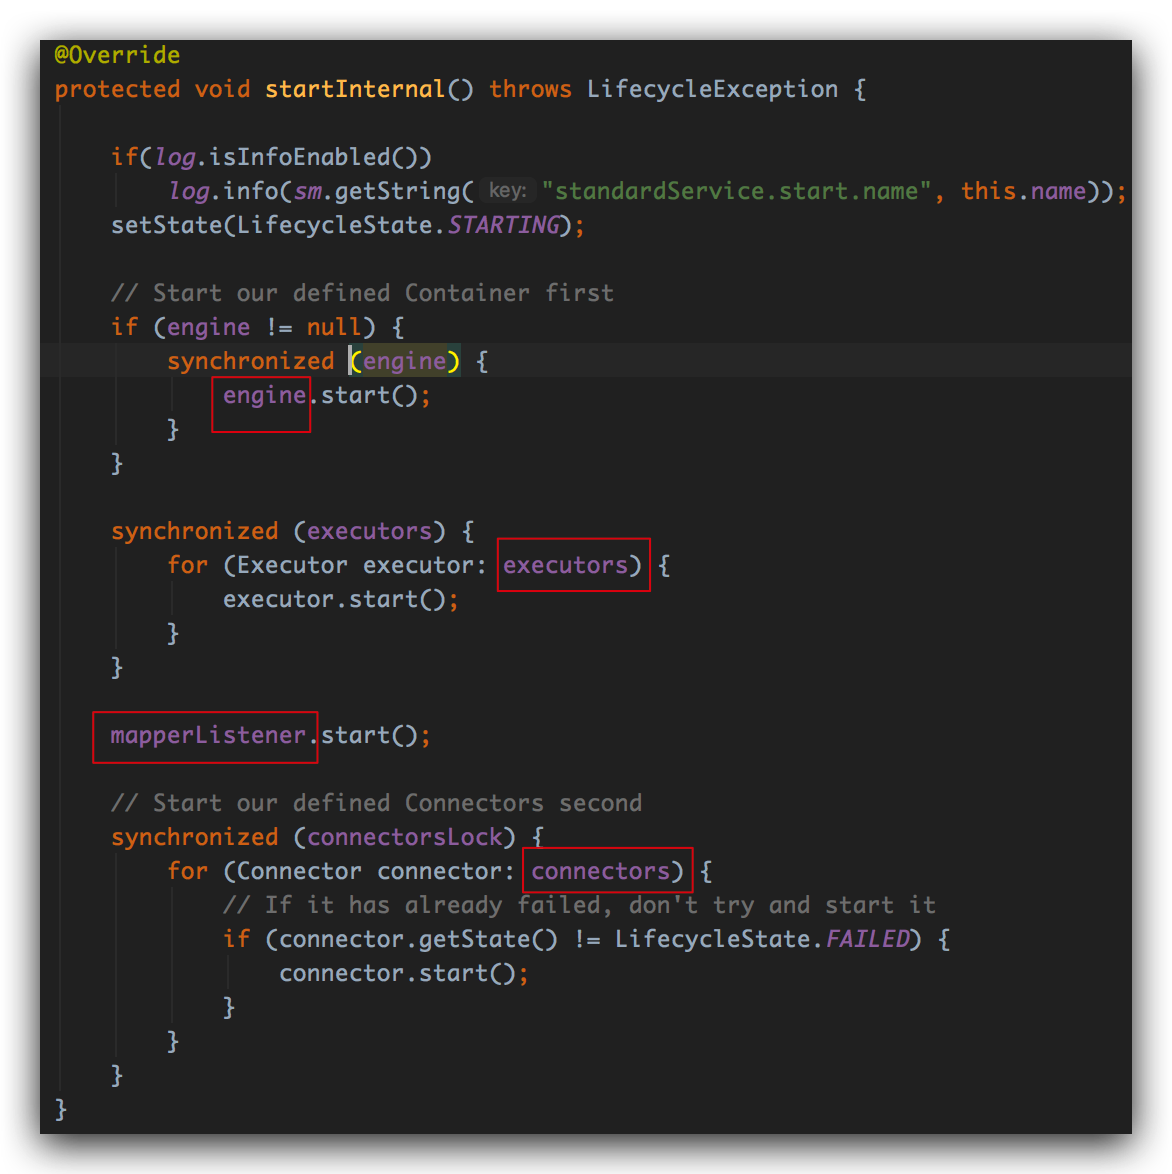 @Override
protected void startInternal() throws LifecycleException {
if(log.isInfoEnabled())
log.info(sm.getString( key: "standardService.start.name", this.name));
setState(LifecycleState.STARTING);
// Start our defined Container first
if (engine != null) {
synchronized (engine) {
engine.start();
}
}
synchronized (executors) {
for (Executor executor: executors) {
executor.start();
}
}
mapperListener.start();
// Start our defined Connectors second
synchronized (connectorsLock) {
for (Connector connector: connectors) {
// If it has already failed, don't try and start it
if (connector.getState() != LifecycleState.FAILED) {
connector.start();
}
}
}
}